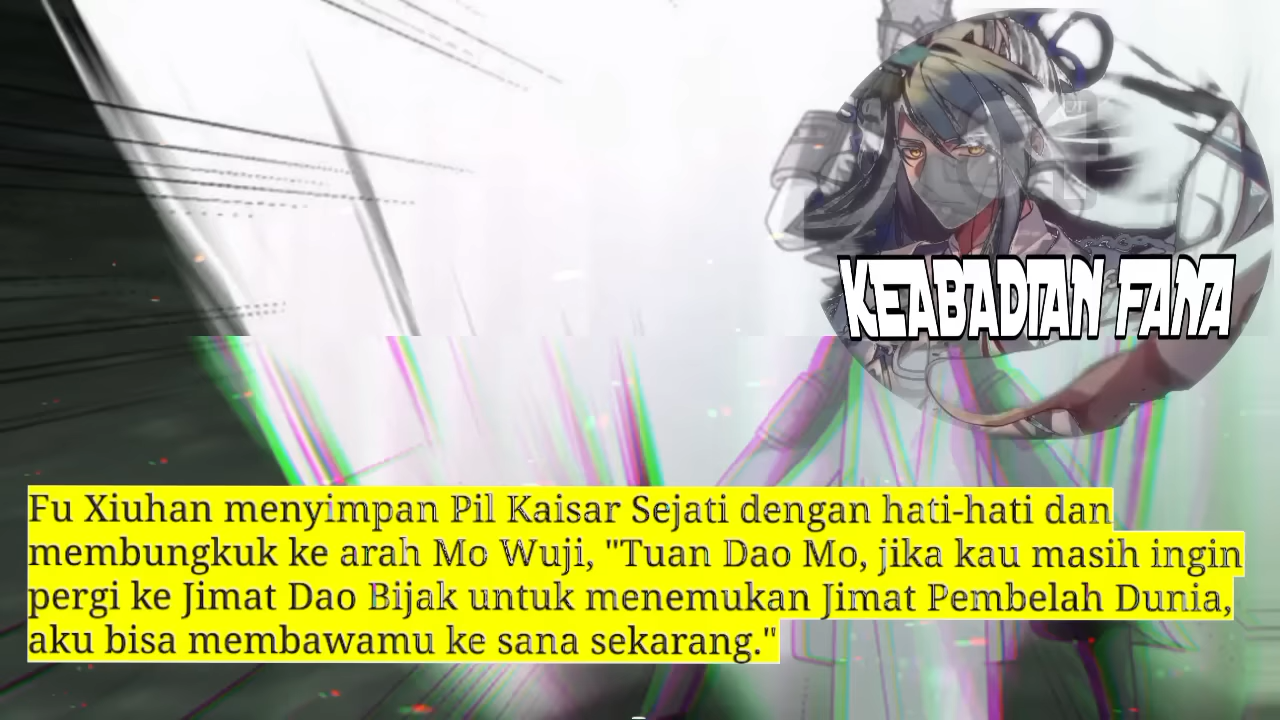 KEABADIAN FANA
Fu Xiuhan menyimpan Pil Kaisar Sejati dengan hati-hati dan
membungkuk ke arah Mo Wuji, "Tuan Dao Mo, jika kau masih ingin
pergi ke Jimat Dao Bijak untuk menemukan Jimat Pembelah Dunia,
aku bisa membawamu ke sana sekarang."